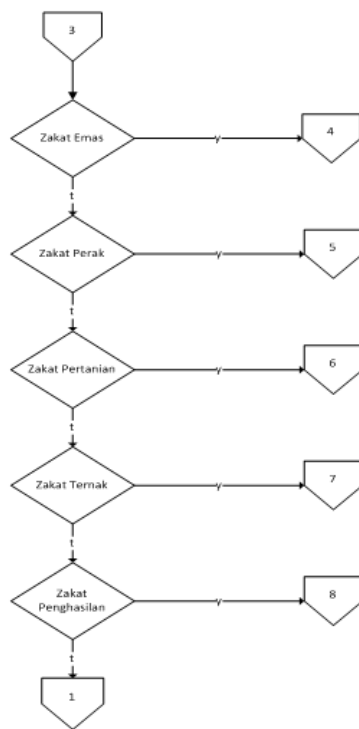 3
Zakat Emas
y
4
t
Zakat Perak
y
5
t
Zakat Pertanian
y
6
t
Zakat Ternak
y
7
t
Zakat
Penghasilan
y
8
t
1